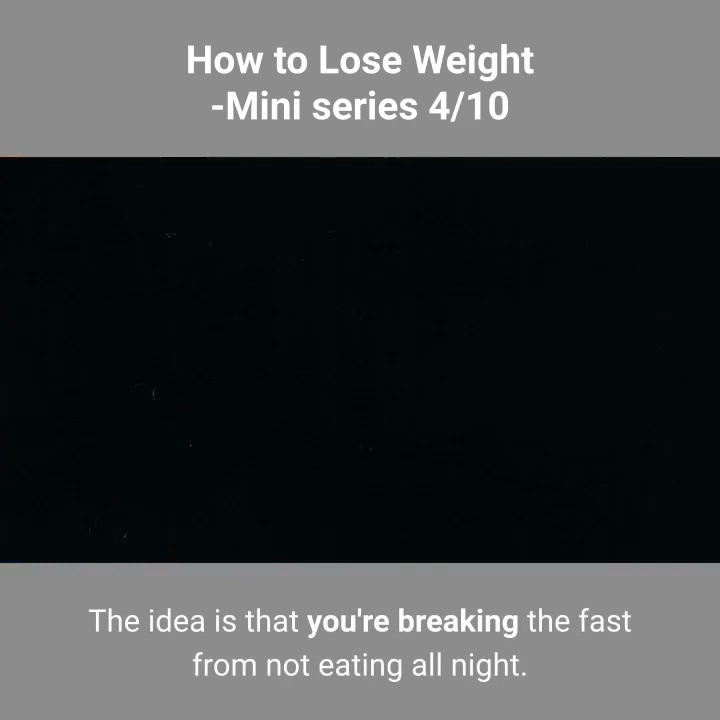 How to Lose Weight
-Mini series 4/10
The idea is that you're breaking the fast
from not eating all night.